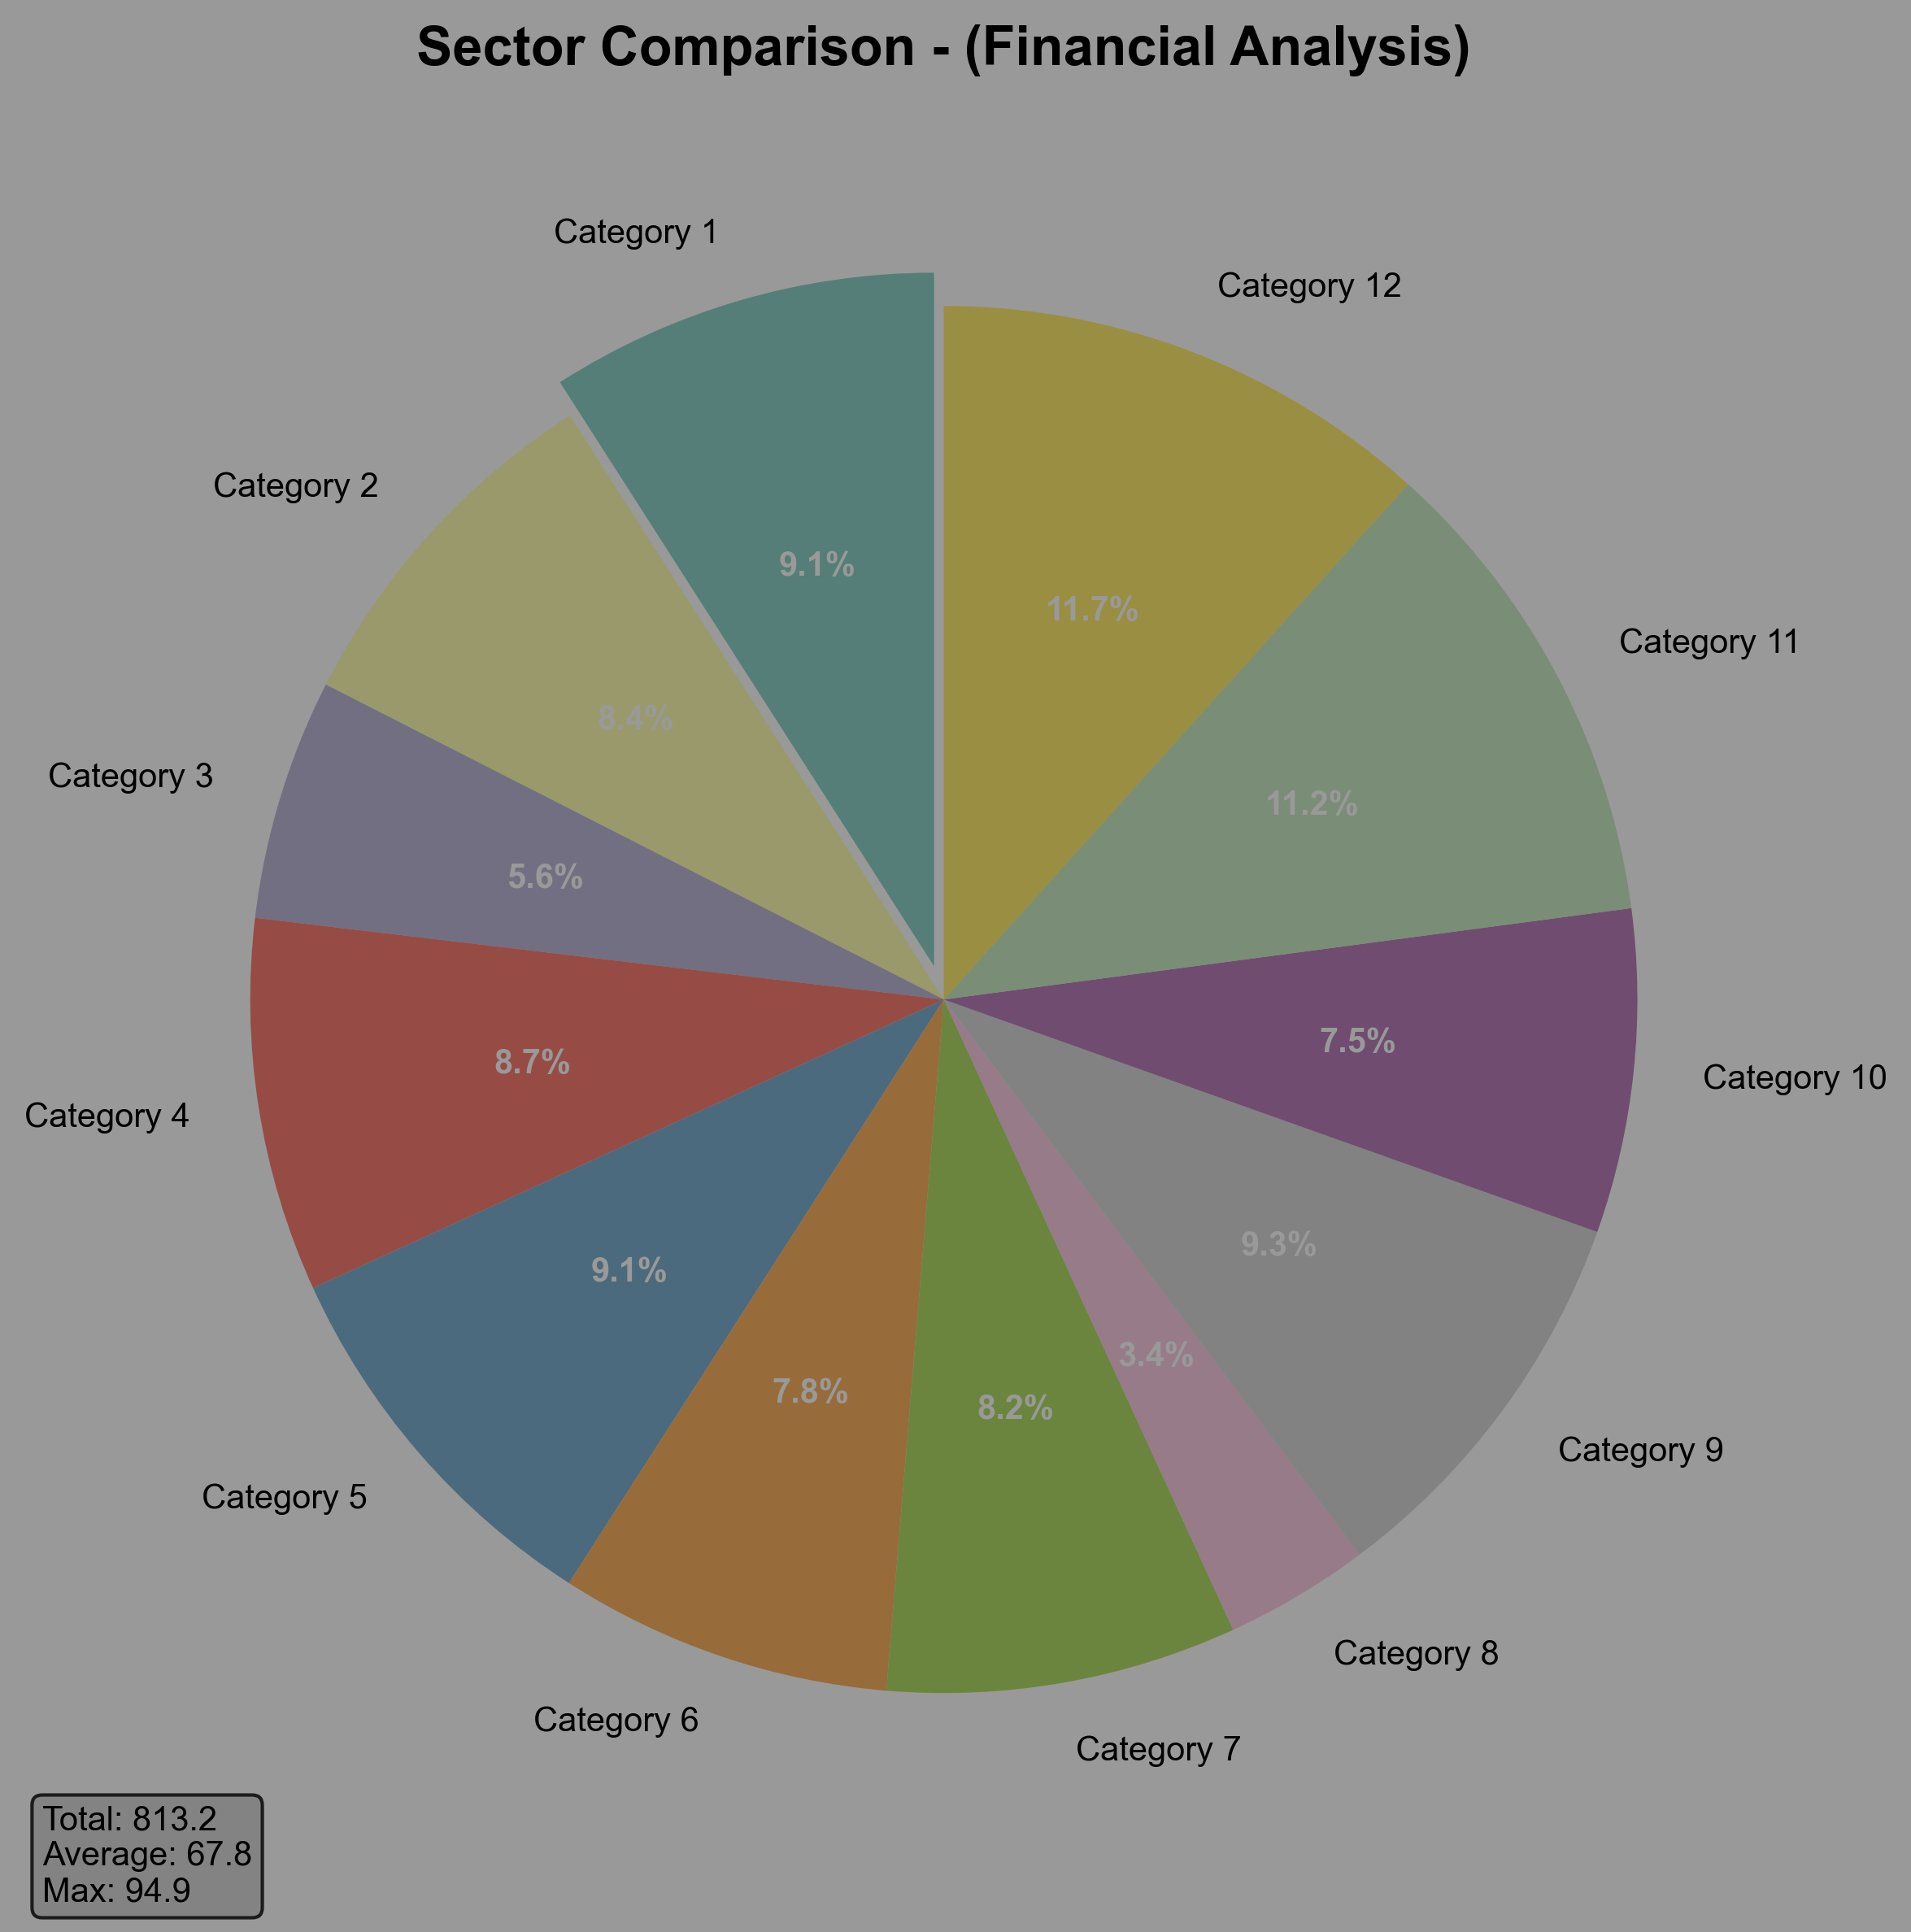 Sector Comparison - (Financial Analysis)
Category 1
Category 12
Category 2
9.1%
11.7%
Category 11
8.4%
Category 3
11.2%
5.6%
8.7%
7.5%
Category 10
Category 4
9.1%
9.3%
3.4%
7.8%
8.2%
Category 9
Category 5
Category 8
Category 6
Category 7
Total: 813.2
Average: 67.8
Max: 94.9